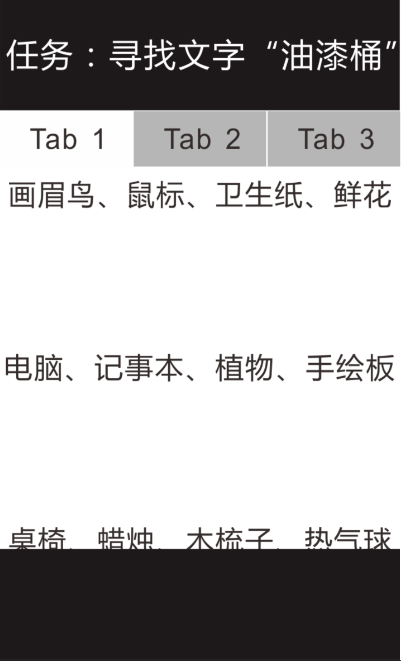 任务：寻找文字“油漆桶”
Tab 1 Tab 2 Tab 3
画眉鸟、鼠标、卫生纸、鲜花
电脑、记事本、植物、手绘板
桌椅、蜡烛、木梳子、热气球